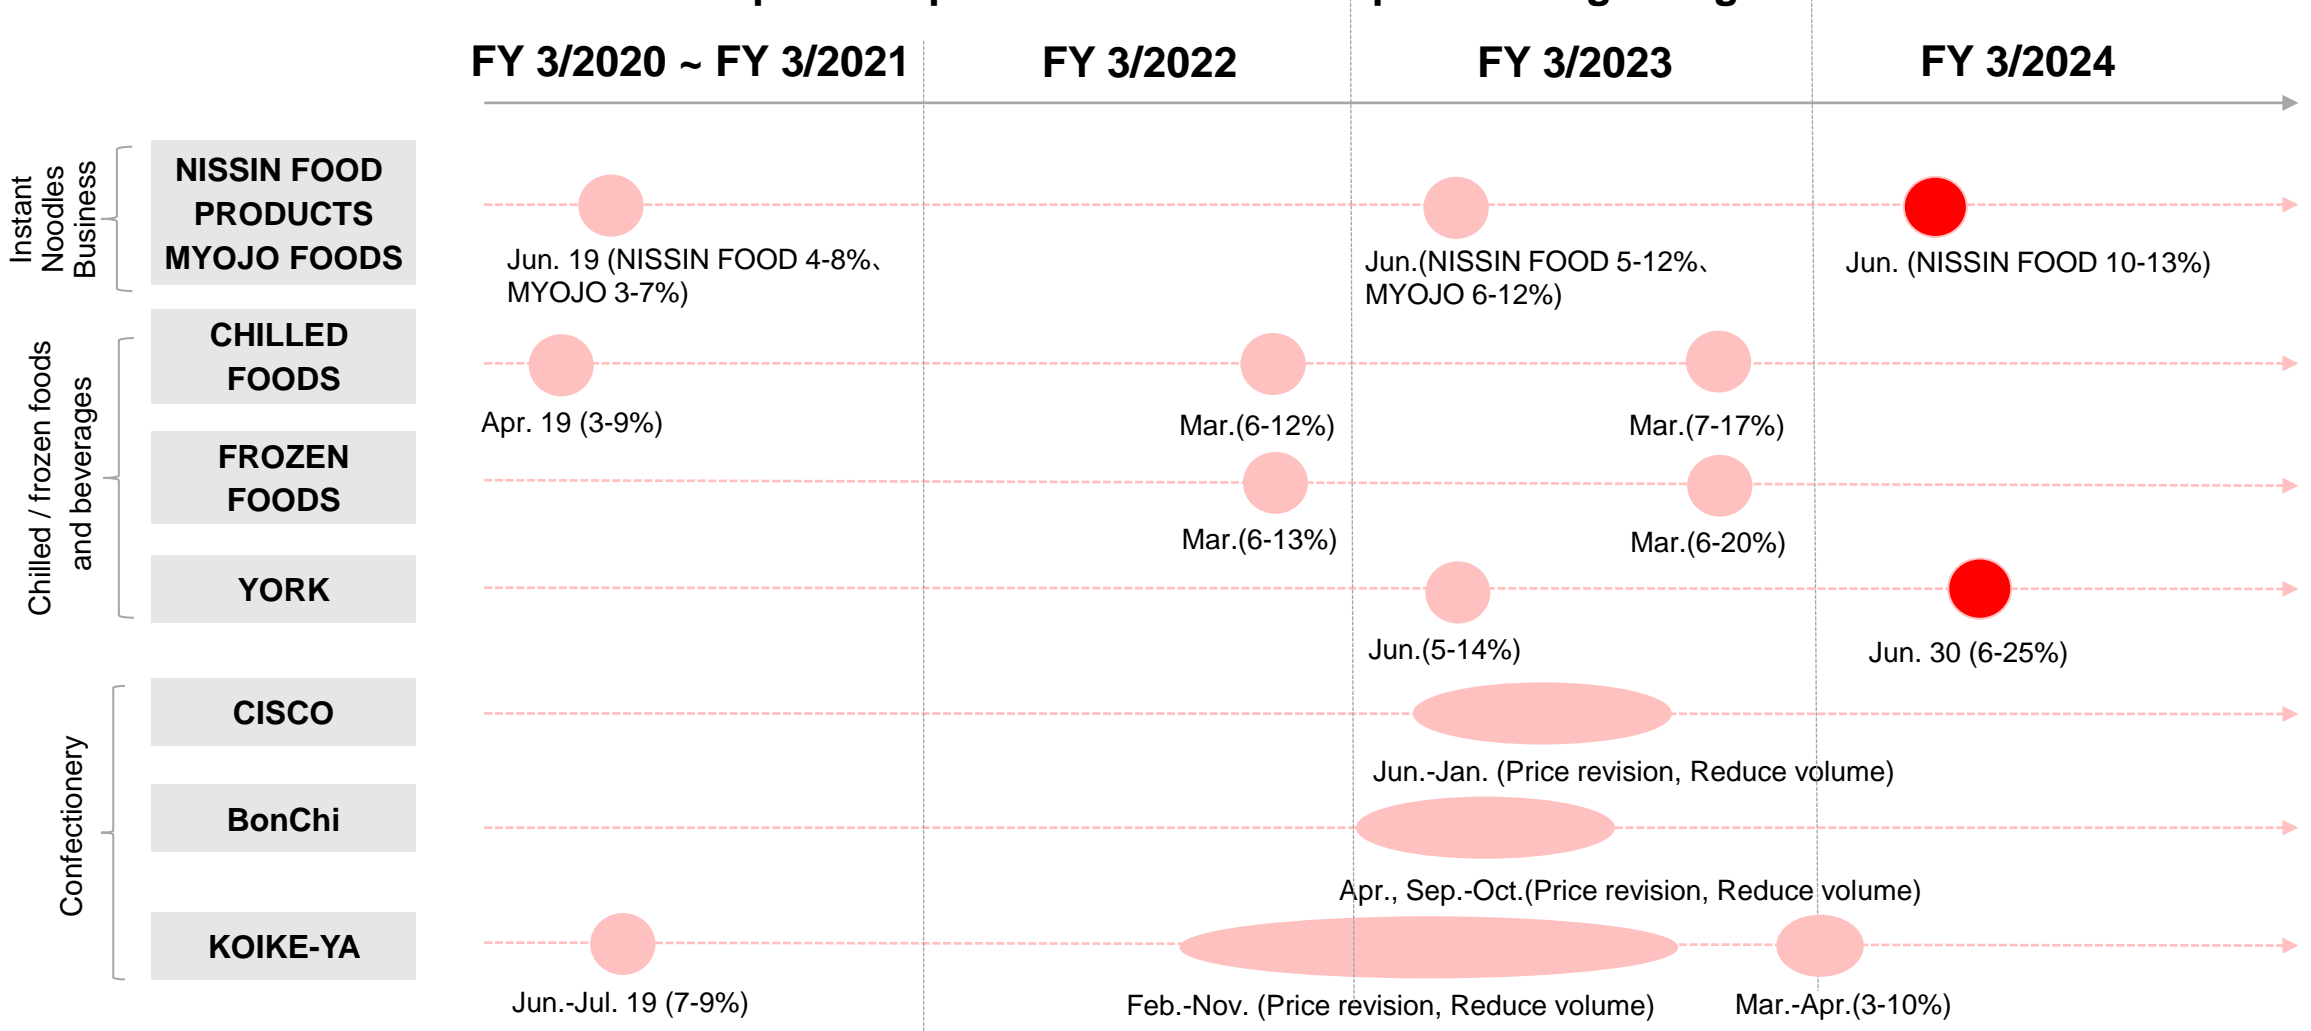 FY 3/2020 ~ FY 3/2021
FY 3/2022
FY 3/2023
FY 3/2024
Instant
Noodles
Business
NISSIN FOOD
PRODUCTS
MYOJO FOODS
Jun. 19 (NISSIN FOOD 4-8%、
MYOJO 3-7%)
Jun.(NISSIN FOOD 5-12%、
MYOJO 6-12%)
Jun. (NISSIN FOOD 10-13%)
Chilled / frozen foods
and beverages
CHILLED
FOODS
Apr. 19 (3-9%)
Mar.(6-12%)
Mar.(7-17%)
FROZEN
FOODS
Mar.(6-13%)
Mar.(6-20%)
YORK
Jun.(5-14%)
Jun. 30 (6-25%)
Confectionery
CISCO
Jun.-Jan. (Price revision, Reduce volume)
BonChi
Apr., Sep.-Oct.(Price revision, Reduce volume)
KOIKE-YA
Jun.-Jul. 19 (7-9%)
Feb.-Nov. (Price revision, Reduce volume)
Mar.-Apr.(3-10%)